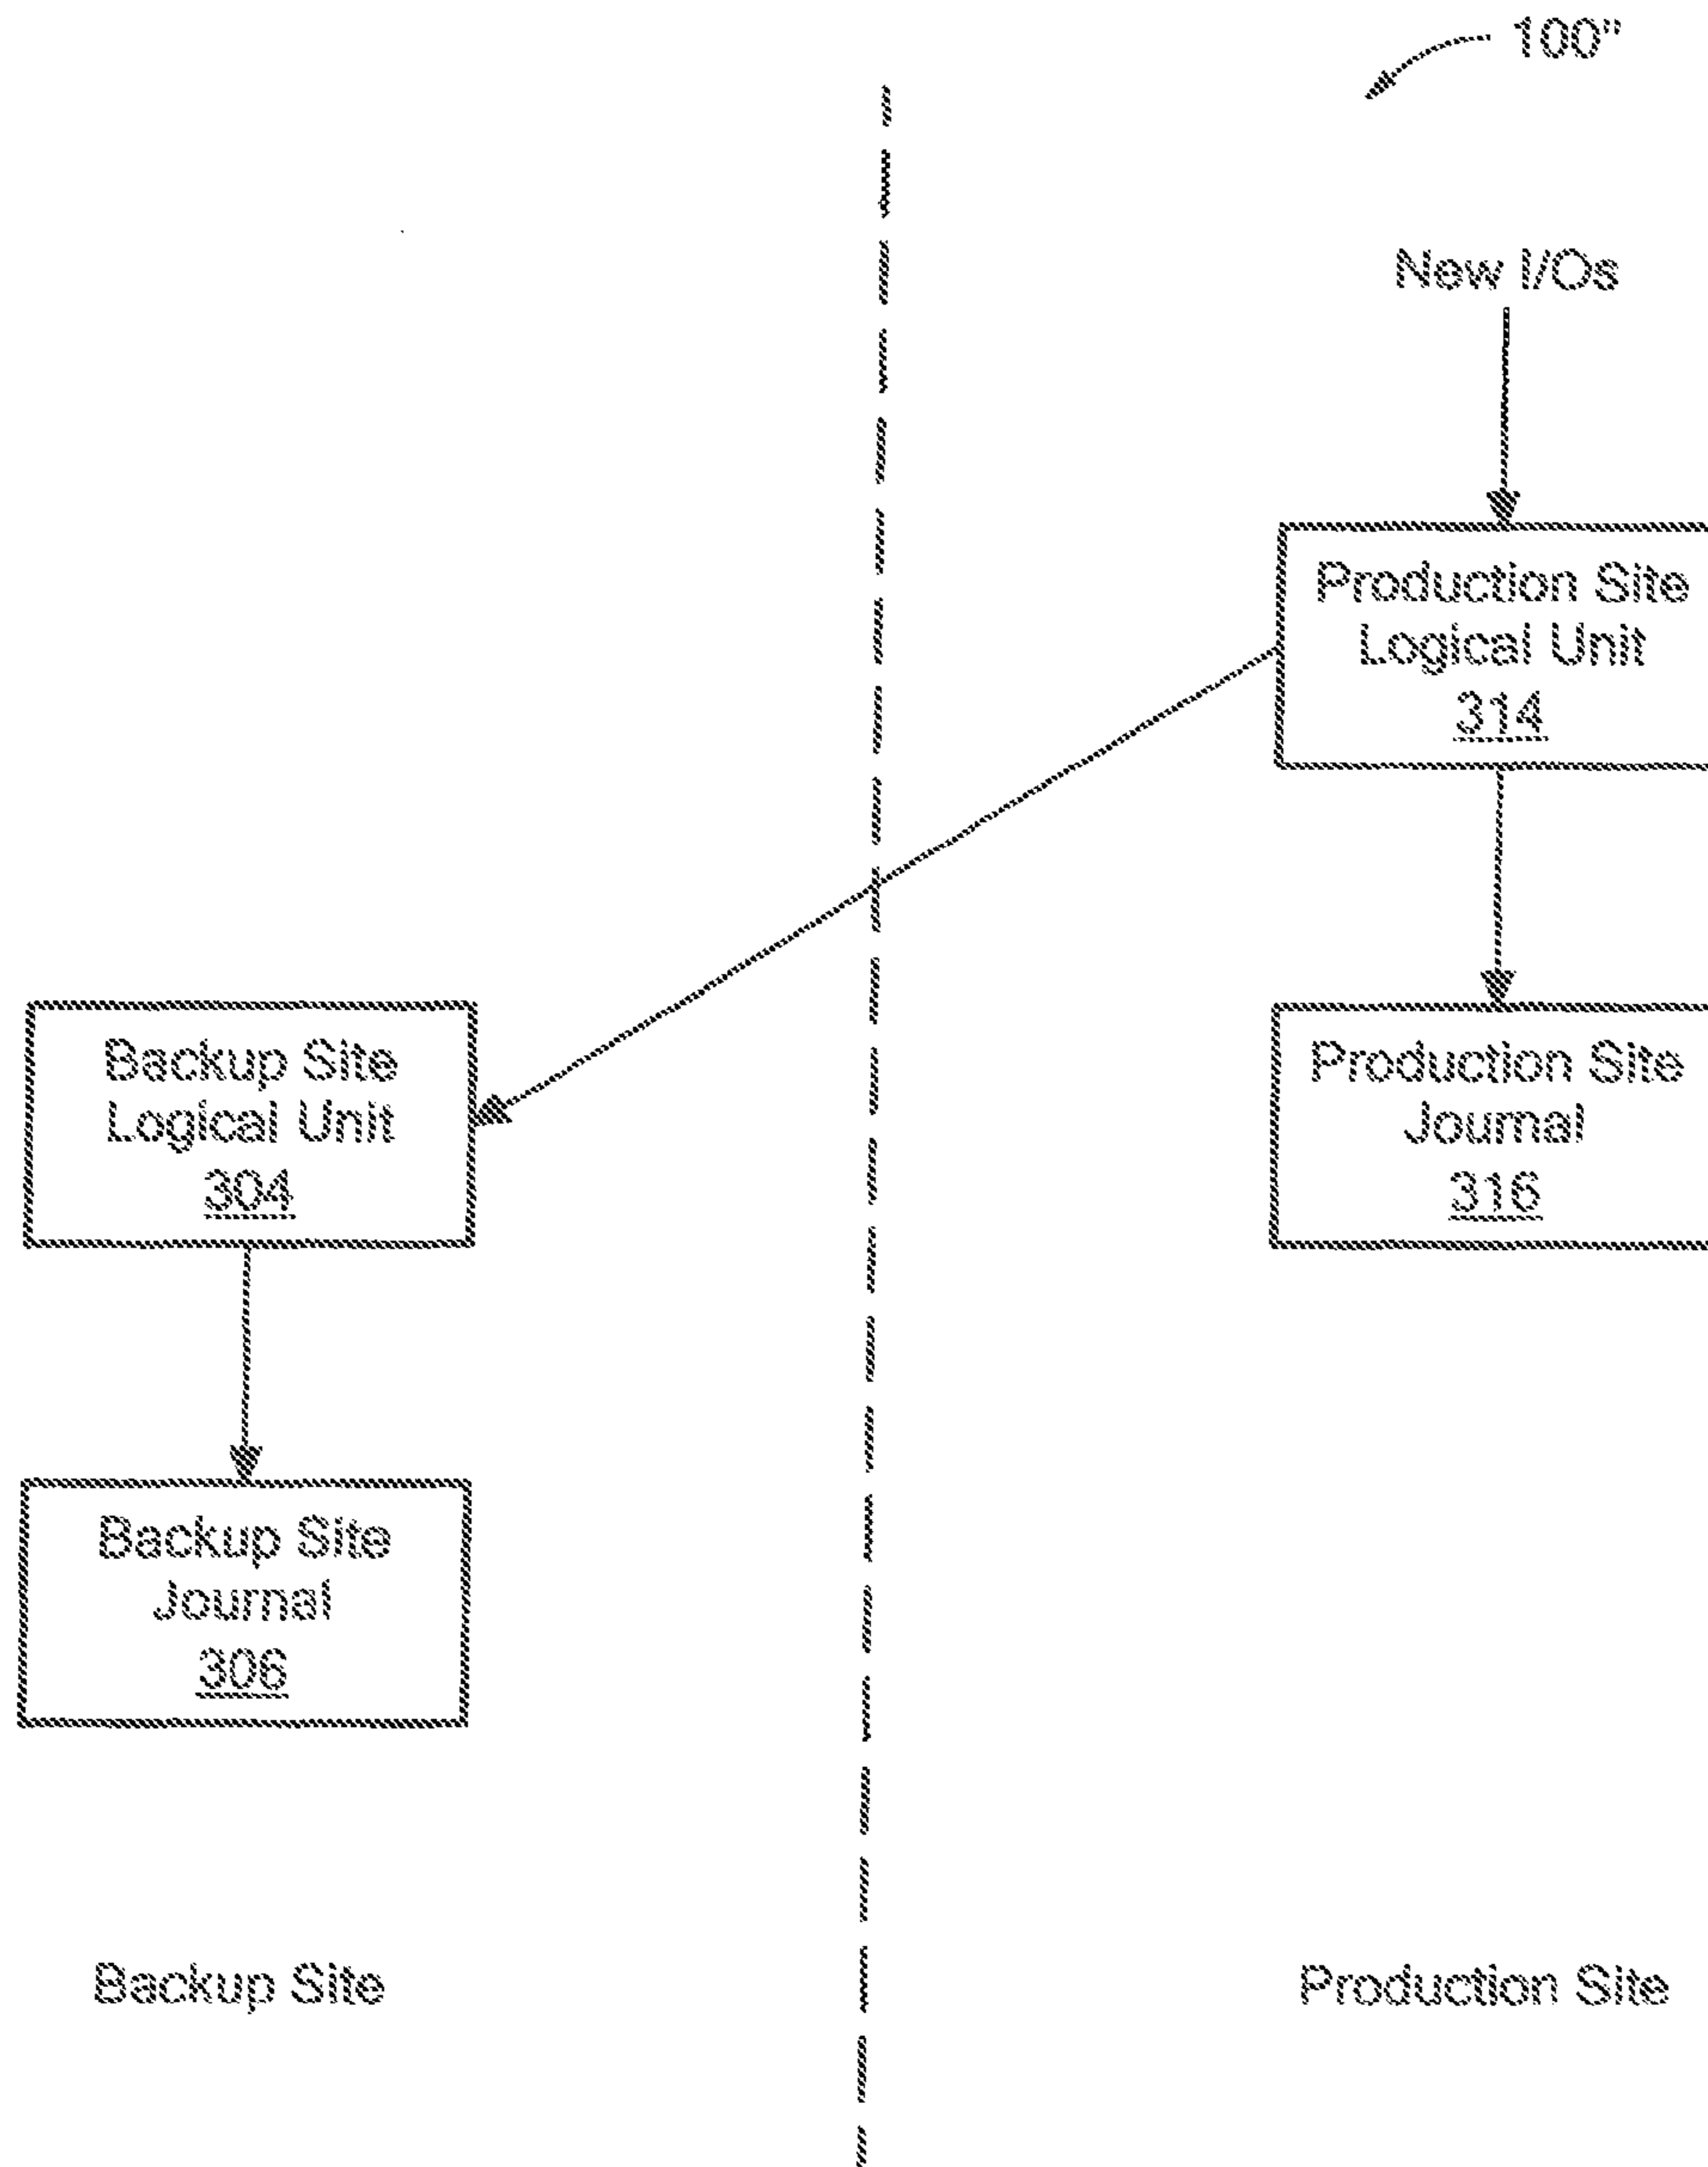 100"
New I/Os
Production Site
Logical Unit
314
Backup Site
Logical Unit
304
Production Site
Journal
316
Backup Site
Journal
306
Backup Site
Production Site